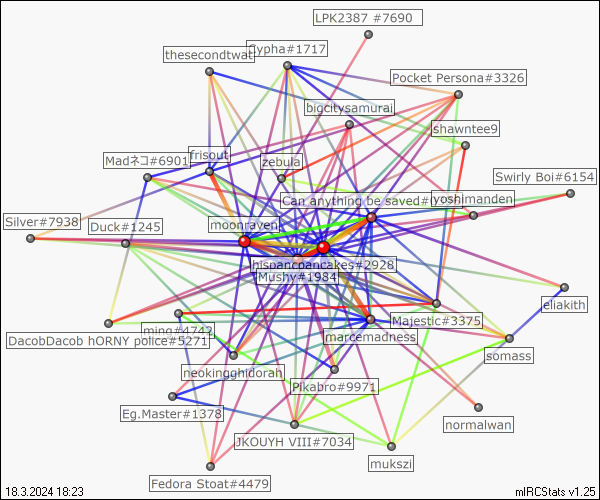 LPK2387 #7690
thesecondtwat
Cypha#1717
Pocket Persona#3326
bigcitysamurai
shawntee9
Madネコ#6901
frisout
zebula
Swirly Boi#6154
Can anything be saved#0
yoshimanden
Silver#7938
Duck#1245
moonraven
hispancpancakes#2928
Mushy#1984
eliakith
ming#4742
Majestic#3375
DacobDacob hORNY police#5271
marcemadness
somass
neokingghidorah
Pikabro#9971
Eg.Master#1378
normalwan
JKOUYH VIII#7034
mukszi
Fedora Stoat#4479
18.3.2024 18:23
mIRCStats v1.25